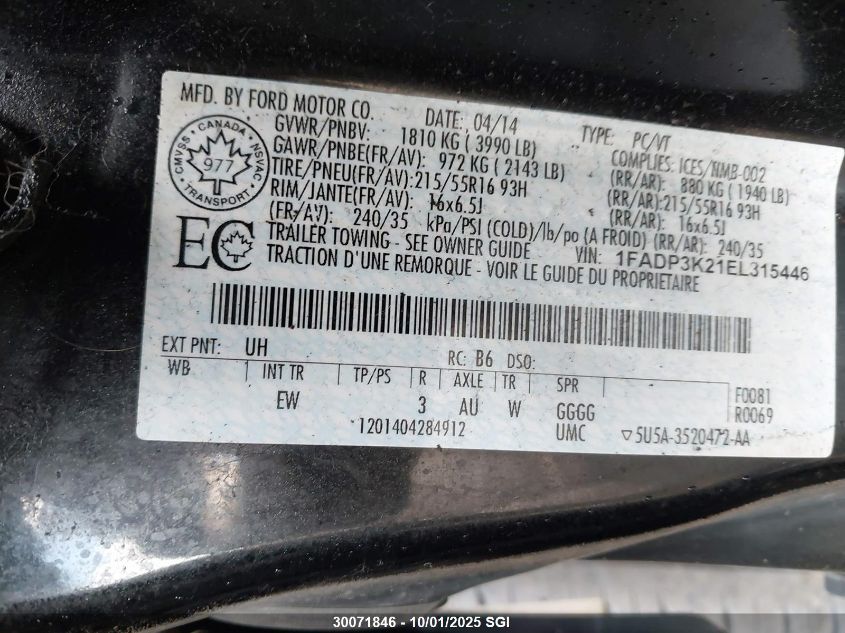 MFD. BY FORD MOTOR CO. DATE: 04/14 TYPE: PC/VT
GVWR/PNBV: 1810 KG ( 3990 LB) COMPLIES: ICES/NMB-002
GAWR/PNBE(FR/AV): 972 KG ( 2143 LB) (RR/AR): 880 KG ( 1940 LB)
TIRE/PNEU(FR/AV):215/55R16 93H (RR/AR):215/55R16 93H
RIM/JANTE(FR/AV): 16x6.5J (RR/AR): 16x6.5J
(FR/AV) 240/35 kPa/PSI (COLD)/lb/po (A FROID) (RR/AR): 240/35
TRAILER TOWING - SEE OWNER GUIDE VIN: 1FADP3K21EL315446
TRACTION D'UNE REMORQUE - VOIR LE GUIDE DU PROPRIETAIRE
CANADA
CMVSS · NSVAC
977
TRANSPORT
EC
EXT PNT: UH RC: B6 DSO:
WB INT TR TP/PS R AXLE TR SPR F0081
EW 3 AU W GGGG R0069
1201404284912 UMC ▽5U5A-3520472-AA
30071846 - 10/01/2025 SGI